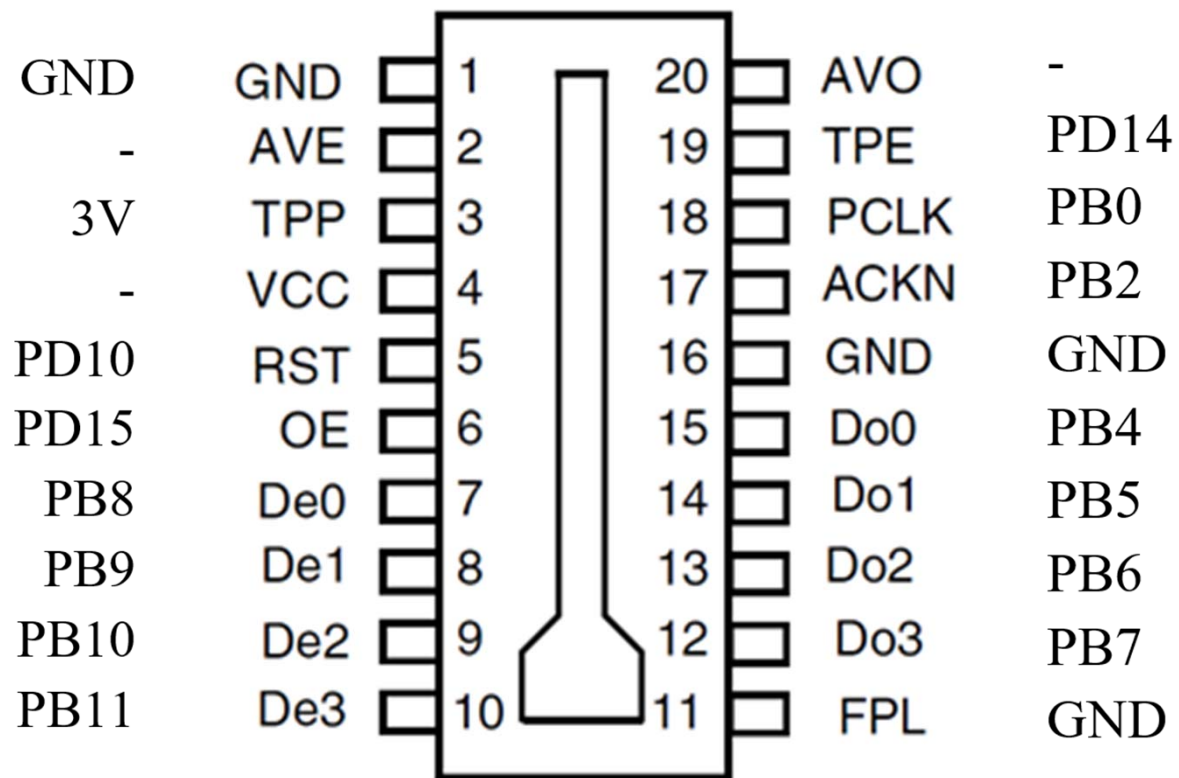 GND GND 1 20 AVO -
- AVE 2 19 TPE PD14
3V TPP 3 18 PCLK PB0
- VCC 4 17 ACKN PB2
PD10 RST 5 16 GND GND
PD15 OE 6 15 Do0 PB4
PB8 De0 7 14 Do1 PB5
PB9 De1 8 13 Do2 PB6
PB10 De2 9 12 Do3 PB7
PB11 De3 10 11 FPL GND